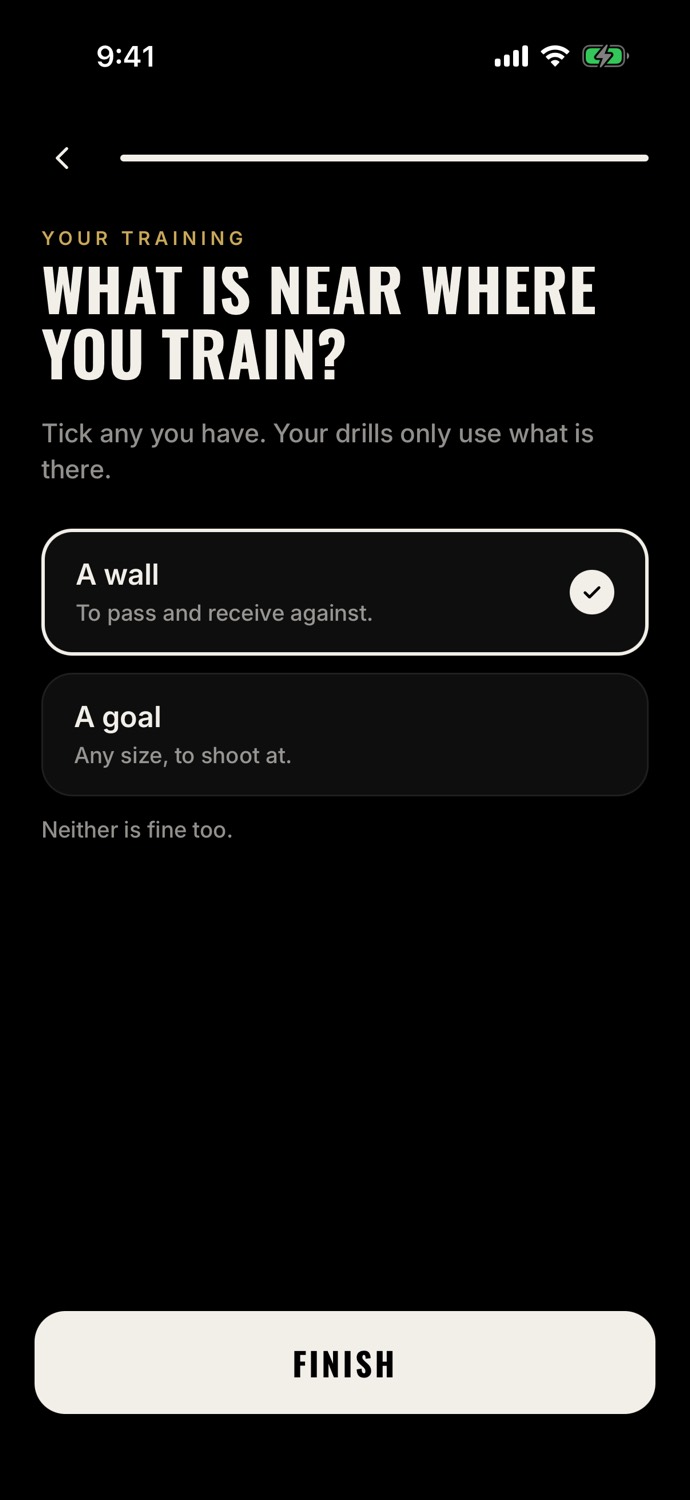 9:41
YOUR TRAINING
WHAT IS NEAR WHERE
YOU TRAIN?
Tick any you have. Your drills only use what is
there.
A wall
To pass and receive against.
A goal
Any size, to shoot at.
Neither is fine too.
FINISH